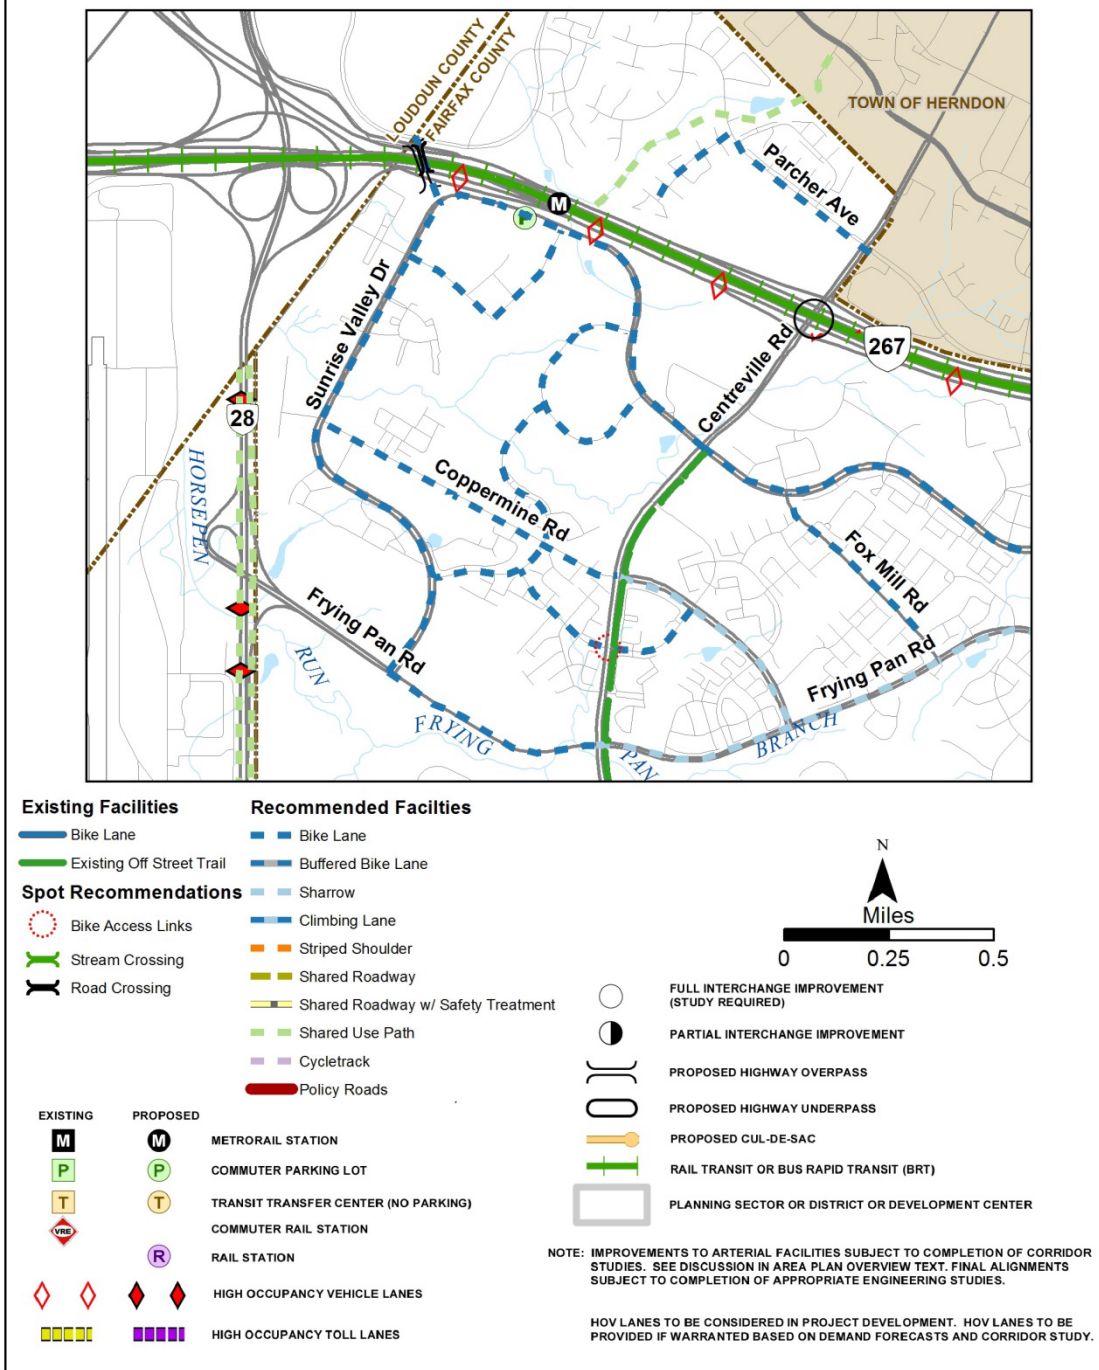 LOUDOUN COUNTY
FAIRFAX COUNTY
TOWN OF HERNDON
Parcher Ave
M
P
Sunrise Valley Dr
Centreville Rd
267
28
HORSEPEN
Coppermine Rd
Fox Mill Rd
Frying Pan Rd
Frying Pan Rd
RUN
FRYING
PAN
BRANCH
Existing Facilities
Bike Lane
Existing Off Street Trail
Spot Recommendations
Bike Access Links
Stream Crossing
Road Crossing
Recommended Facilties
Bike Lane
Buffered Bike Lane
Sharrow
Climbing Lane
Striped Shoulder
Shared Roadway
Shared Roadway w/ Safety Treatment
Shared Use Path
Cycletrack
Policy Roads
N
Miles
0 0.25 0.5
FULL INTERCHANGE IMPROVEMENT
(STUDY REQUIRED)
PARTIAL INTERCHANGE IMPROVEMENT
PROPOSED HIGHWAY OVERPASS
PROPOSED HIGHWAY UNDERPASS
PROPOSED CUL-DE-SAC
RAIL TRANSIT OR BUS RAPID TRANSIT (BRT)
PLANNING SECTOR OR DISTRICT OR DEVELOPMENT CENTER
EXISTING PROPOSED
M M METRORAIL STATION
P P COMMUTER PARKING LOT
T T TRANSIT TRANSFER CENTER (NO PARKING)
VRE COMMUTER RAIL STATION
R RAIL STATION
HIGH OCCUPANCY VEHICLE LANES
HIGH OCCUPANCY TOLL LANES
NOTE: IMPROVEMENTS TO ARTERIAL FACILITIES SUBJECT TO COMPLETION OF CORRIDOR
STUDIES. SEE DISCUSSION IN AREA PLAN OVERVIEW TEXT. FINAL ALIGNMENTS
SUBJECT TO COMPLETION OF APPROPRIATE ENGINEERING STUDIES.
HOV LANES TO BE CONSIDERED IN PROJECT DEVELOPMENT. HOV LANES TO BE
PROVIDED IF WARRANTED BASED ON DEMAND FORECASTS AND CORRIDOR STUDY.